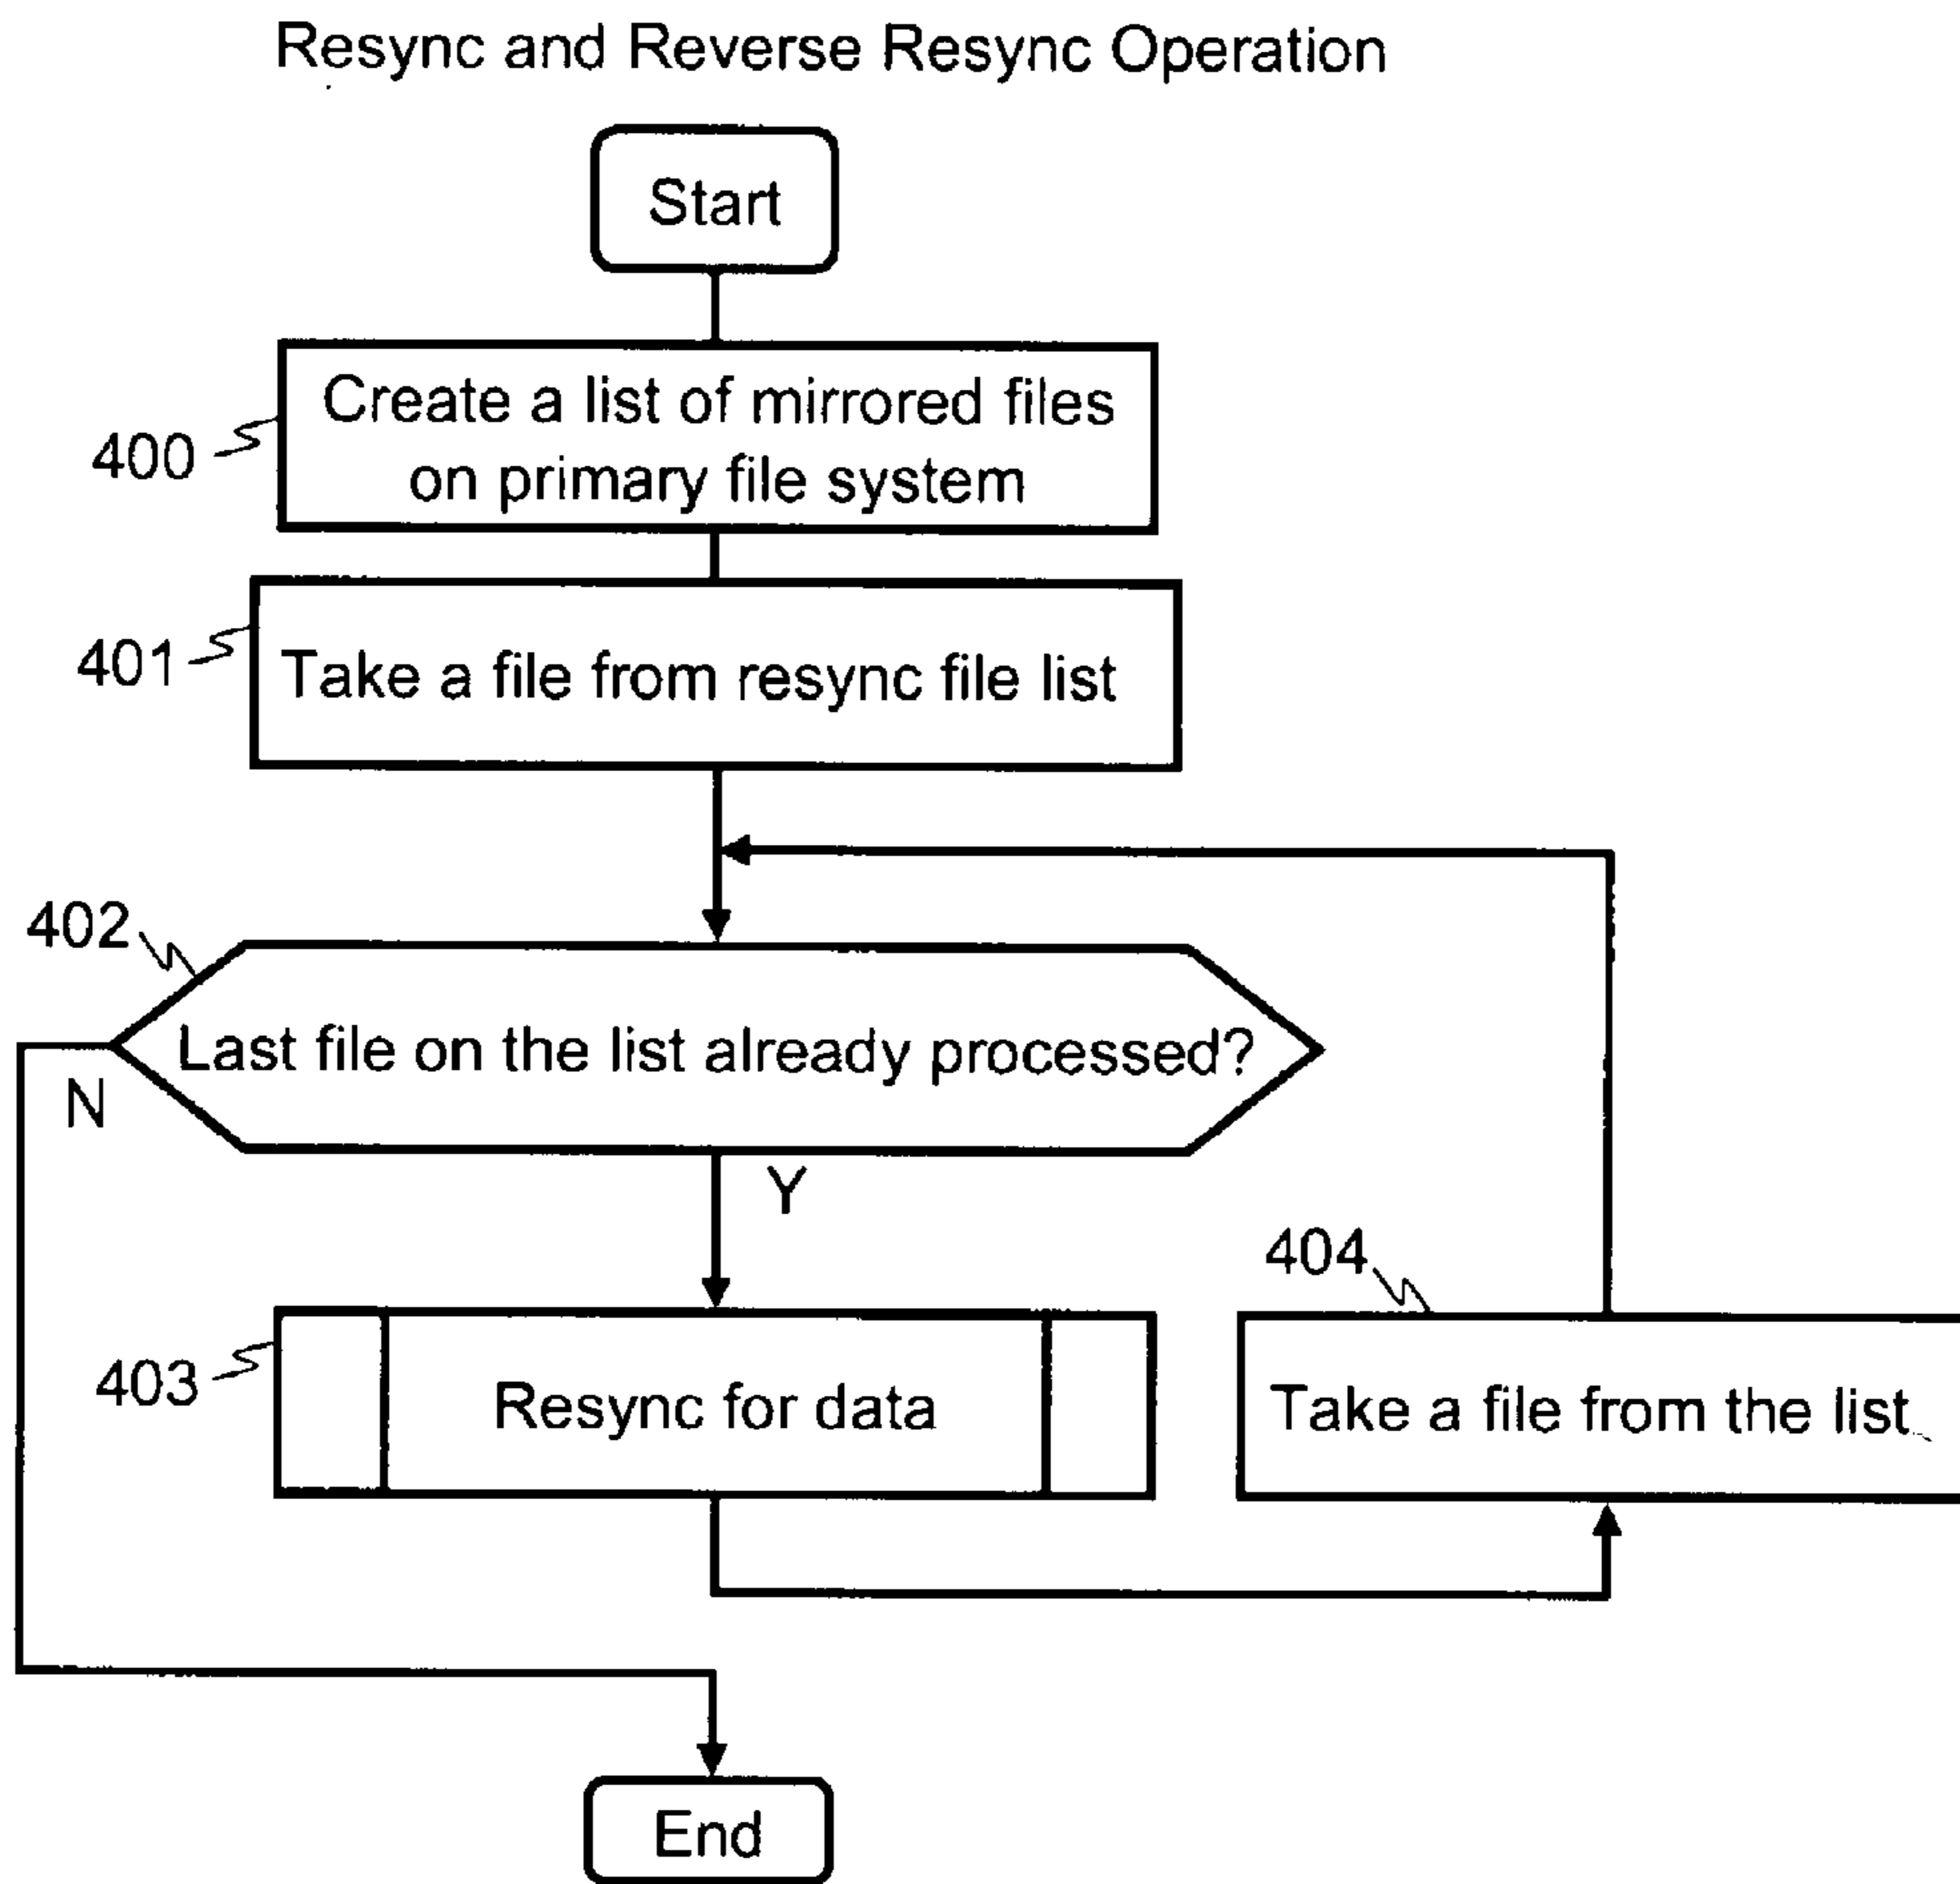 Resync and Reverse Resync Operation
Start
400
Create a list of mirrored files
on primary file system
401
Take a file from resync file list
402
Last file on the list already processed?
N
Y
403
Resync for data
404
Take a file from the list
End